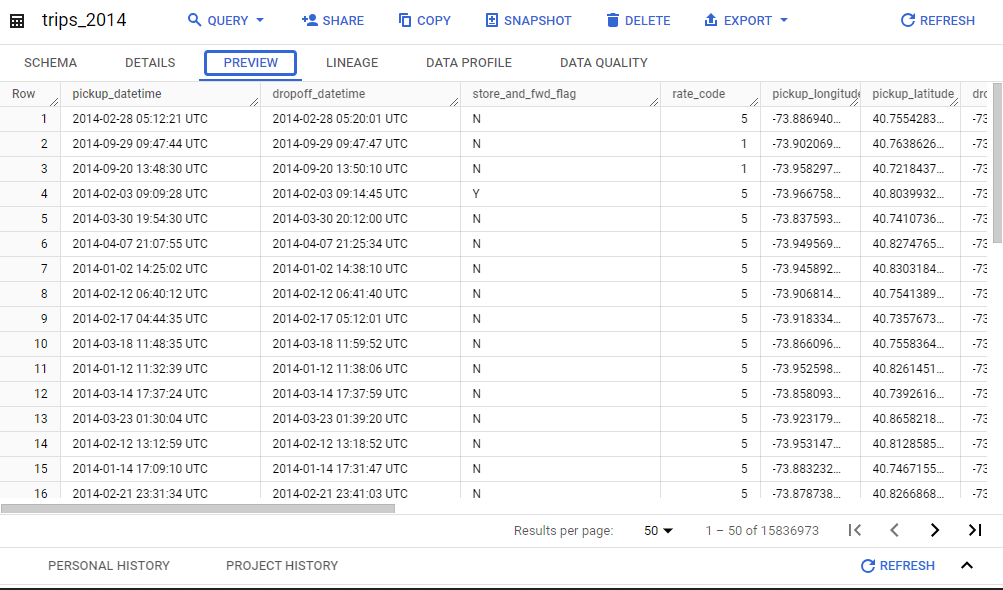 trips_2014 QUERY SHARE COPY SNAPSHOT DELETE EXPORT REFRESH
SCHEMA DETAILS PREVIEW LINEAGE DATA PROFILE DATA QUALITY
Row pickup_datetime dropoff_datetime store_and_fwd_flag rate_code pickup_longitude pickup_latitude drc
1 2014-02-28 05:12:21 UTC 2014-02-28 05:20:01 UTC N 5 -73.886940... 40.7554283... -73
2 2014-09-29 09:47:44 UTC 2014-09-29 09:47:47 UTC N 1 -73.902069... 40.7638626... -73
3 2014-09-20 13:48:30 UTC 2014-09-20 13:50:10 UTC N 1 -73.958297... 40.7218437... -73
4 2014-02-03 09:09:28 UTC 2014-02-03 09:14:45 UTC Y 5 -73.966758... 40.8039932... -73
5 2014-03-30 19:54:30 UTC 2014-03-30 20:12:00 UTC N 5 -73.837593... 40.7410736... -73
6 2014-04-07 21:07:55 UTC 2014-04-07 21:25:34 UTC N 5 -73.949569... 40.8274765... -73
7 2014-01-02 14:25:02 UTC 2014-01-02 14:38:10 UTC N 5 -73.945892... 40.8303184... -73
8 2014-02-12 06:40:12 UTC 2014-02-12 06:41:40 UTC N 5 -73.906814... 40.7541389... -73
9 2014-02-17 04:44:35 UTC 2014-02-17 05:12:01 UTC N 5 -73.918334... 40.7357673... -73
10 2014-03-18 11:48:35 UTC 2014-03-18 11:59:52 UTC N 5 -73.866096... 40.7558364... -73
11 2014-01-12 11:32:39 UTC 2014-01-12 11:38:06 UTC N 5 -73.952598... 40.8261451... -73
12 2014-03-14 17:37:24 UTC 2014-03-14 17:37:59 UTC N 5 -73.858093... 40.7392616... -73
13 2014-03-23 01:30:04 UTC 2014-03-23 01:39:20 UTC N 5 -73.923179... 40.8658218... -73
14 2014-02-12 13:12:59 UTC 2014-02-12 13:18:52 UTC N 5 -73.953147... 40.8128585... -73
15 2014-01-14 17:09:10 UTC 2014-01-14 17:31:47 UTC N 5 -73.883232... 40.7467155... -73
16 2014-02-21 23:31:34 UTC 2014-02-21 23:41:03 UTC N 5 -73.878738... 40.8266868... -73
Results per page: 50 1 – 50 of 15836973
PERSONAL HISTORY PROJECT HISTORY REFRESH